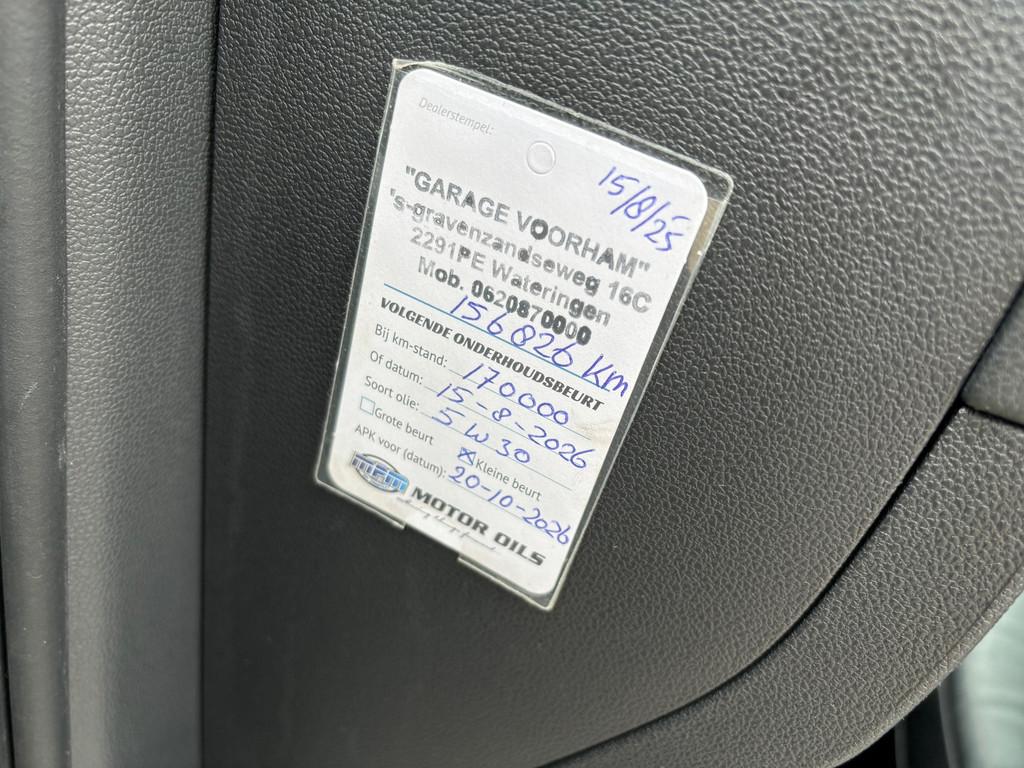 Dealerstempel:
15/8/25
"GARAGE VOORHAM"
's-gravenzandseweg 16C
2291PE Wateringen
Mob. 0620870000
156826 km
VOLGENDE ONDERHOUDSBEURT
Bij km-stand: 170000
Of datum: 15-8-2026
Soort olie: 5W30
Grote beurt Kleine beurt
APK voor (datum): 20-10-2026
MPM MOTOR OILS